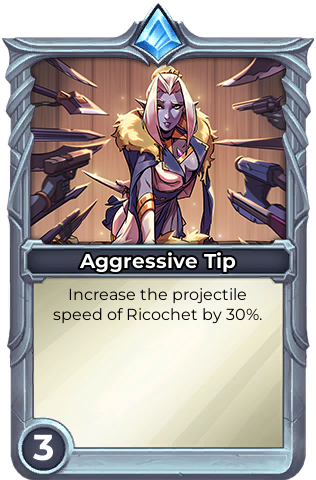 Aggressive Tip
Increase the projectile
speed of Ricochet by 30%.
3